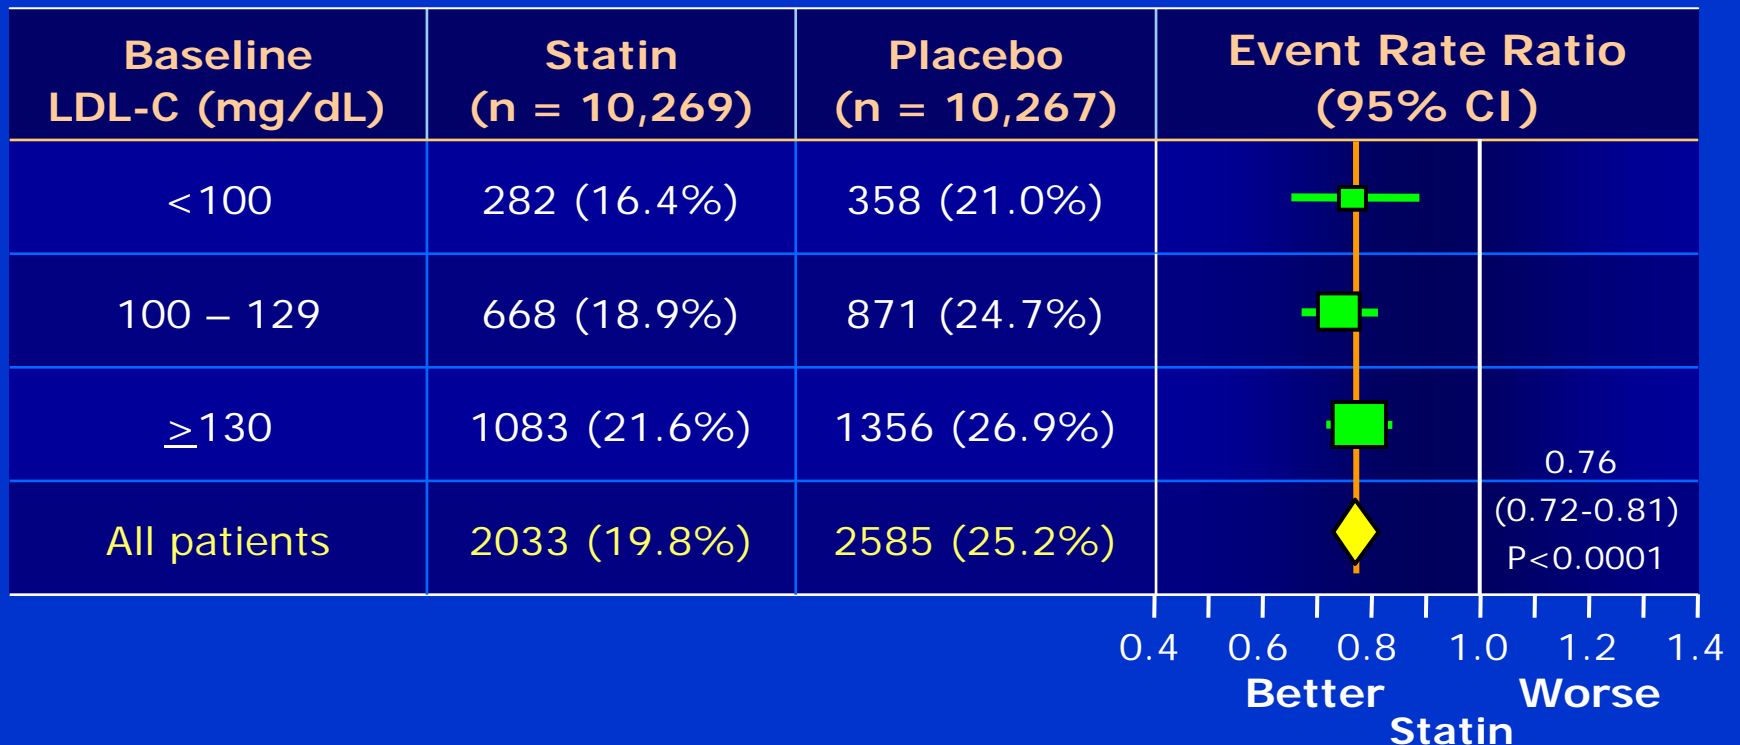 Baseline
LDL-C (mg/dL)
Statin
(n = 10,269)
Placebo
(n = 10,267)
Event Rate Ratio
(95% CI)
<100
282 (16.4%)
358 (21.0%)
100 – 129
668 (18.9%)
871 (24.7%)
≥130
1083 (21.6%)
1356 (26.9%)
All patients
2033 (19.8%)
2585 (25.2%)
0.76
(0.72-0.81)
P<0.0001
0.4 0.6 0.8 1.0 1.2 1.4
Better Worse
Statin